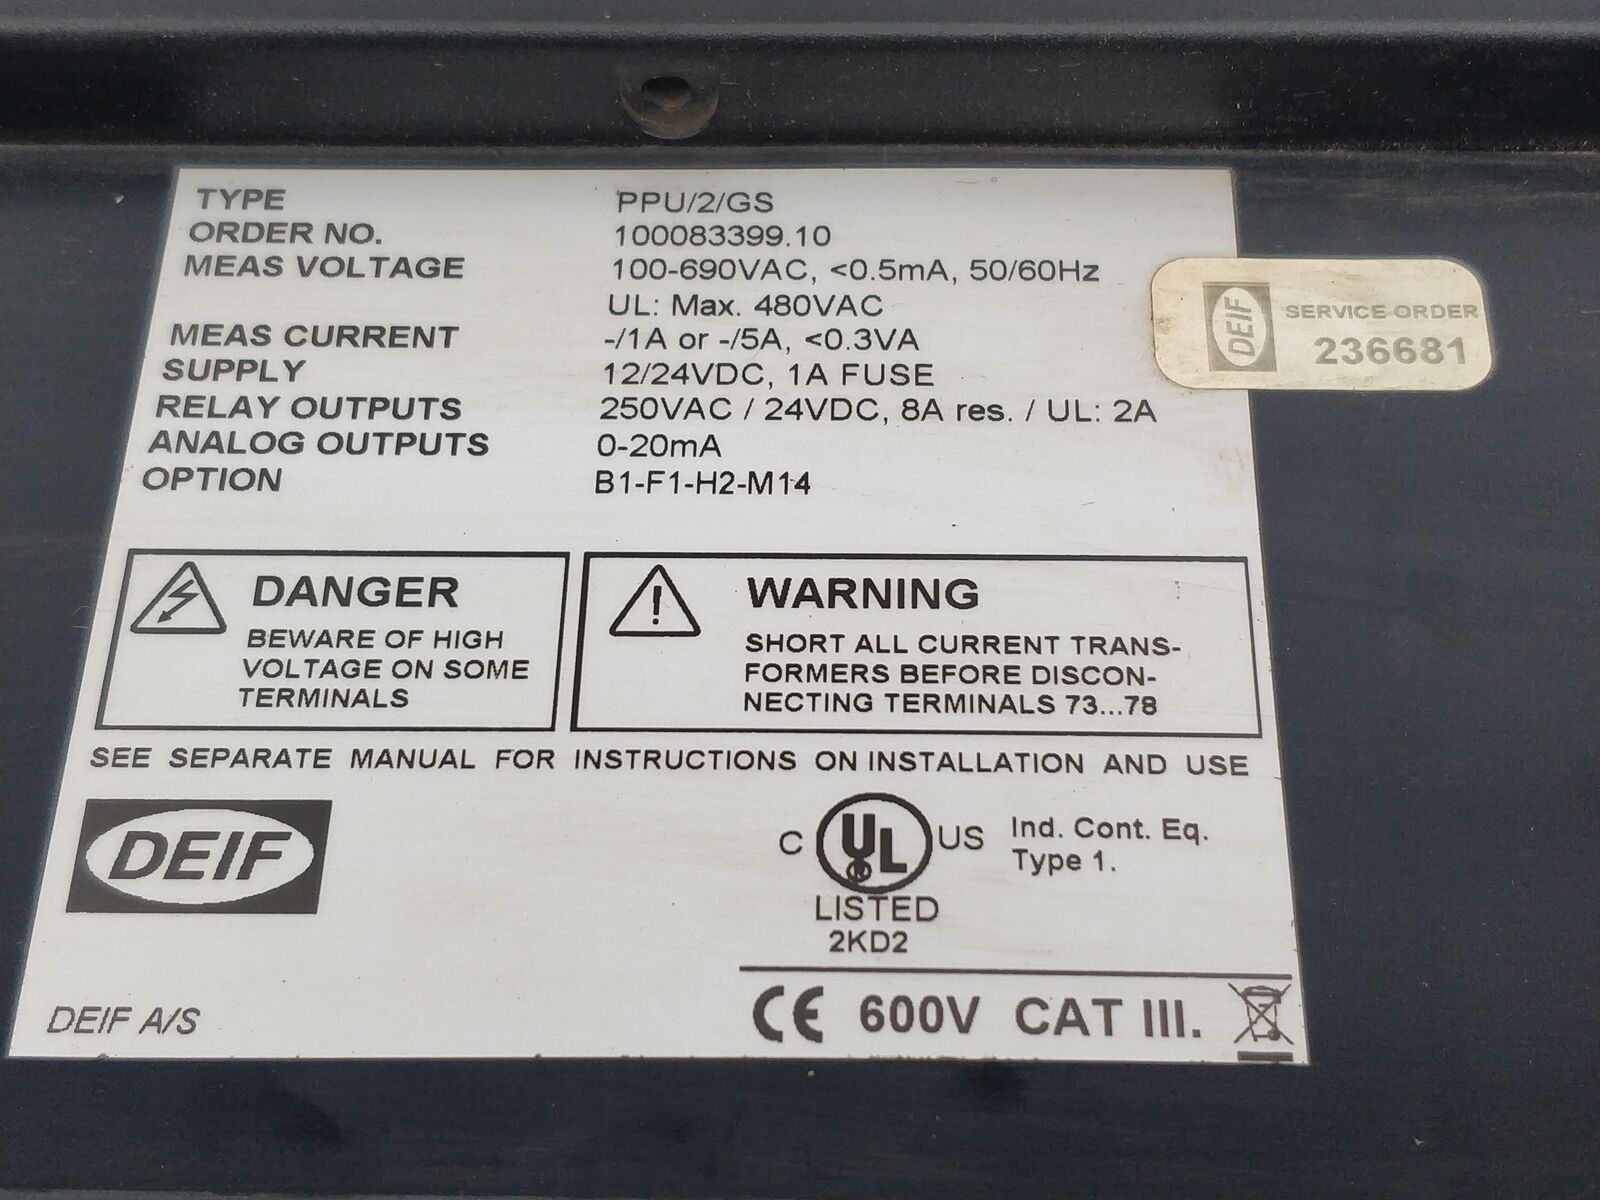 TYPE PPU/2/GS
ORDER NO. 100083399.10
MEAS VOLTAGE 100-690VAC, <0.5mA, 50/60Hz
UL: Max. 480VAC
MEAS CURRENT -/1A or -/5A, <0.3VA
SUPPLY 12/24VDC, 1A FUSE
RELAY OUTPUTS 250VAC / 24VDC, 8A res. / UL: 2A
ANALOG OUTPUTS 0-20mA
OPTION B1-F1-H2-M14
DEIF
SERVICE ORDER
236681
DANGER
BEWARE OF HIGH
VOLTAGE ON SOME
TERMINALS
WARNING
SHORT ALL CURRENT TRANS-
FORMERS BEFORE DISCON-
NECTING TERMINALS 73...78
SEE SEPARATE MANUAL FOR INSTRUCTIONS ON INSTALLATION AND USE
DEIF
C UL US
®
LISTED
2KD2
Ind. Cont. Eq.
Type 1.
DEIF A/S
CE 600V CAT III.